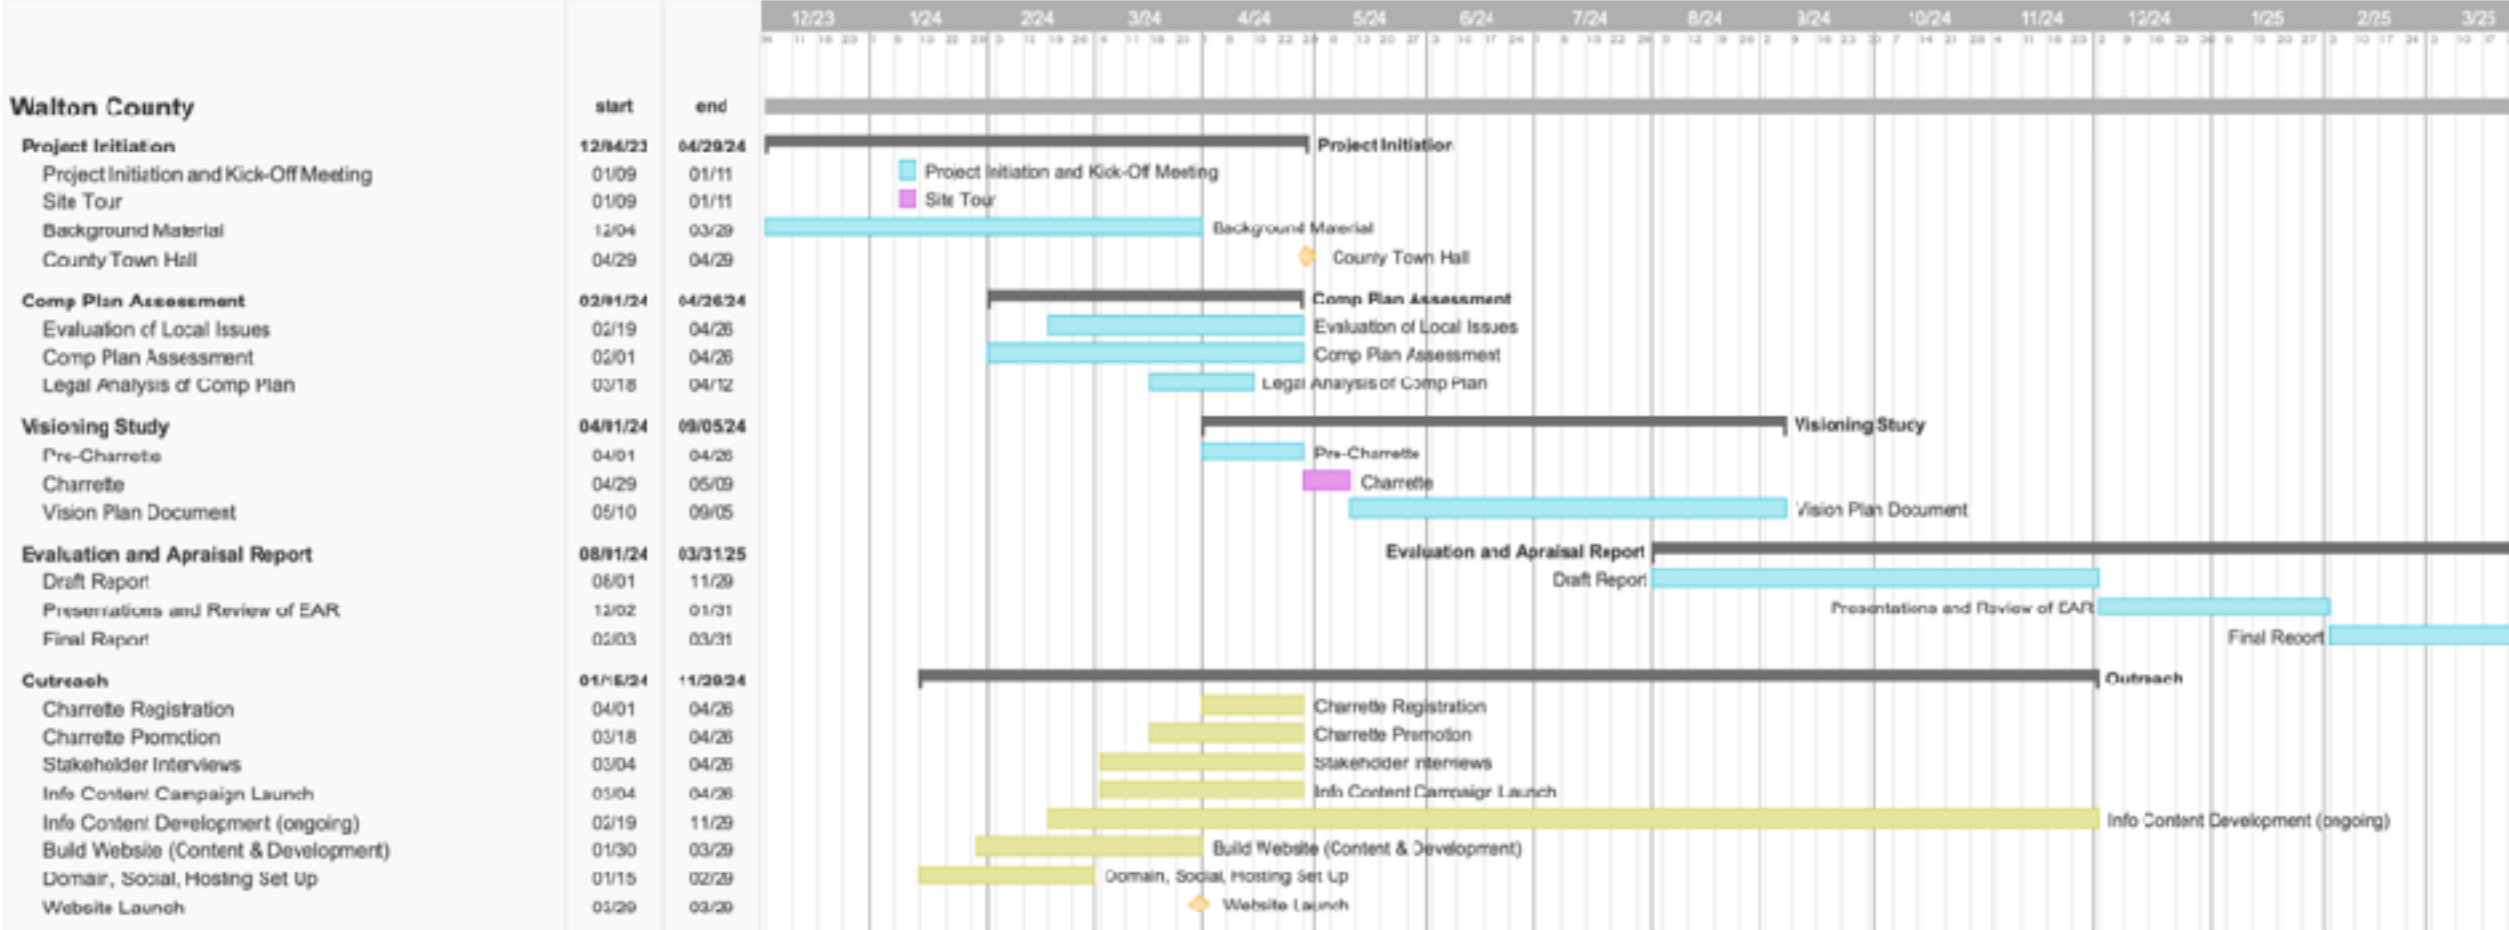 12/23 1/24 2/24 3/24 4/24 5/24 6/24 7/24 8/24 9/24 10/24 11/24 12/24 1/25 2/25 3/25
Walton County start end
Project Initiation 12/04/23 04/29/24 Project Initiation
Project Initiation and Kick-Off Meeting 01/09 01/11 Project Initiation and Kick-Off Meeting
Site Tour 01/09 01/11 Site Tour
Background Material 12/04 03/29 Background Material
County Town Hall 04/29 04/29 County Town Hall
Comp Plan Assessment 02/01/24 04/26/24 Comp Plan Assessment
Evaluation of Local Issues 02/19 04/26 Evaluation of Local Issues
Comp Plan Assessment 02/01 04/26 Comp Plan Assessment
Legal Analysis of Comp Plan 03/18 04/12 Legal Analysis of Comp Plan
Visioning Study 04/01/24 09/05/24 Visioning Study
Pre-Charrette 04/01 04/26 Pre-Charrette
Charrette 04/29 05/09 Charrette
Vision Plan Document 05/10 09/05 Vision Plan Document
Evaluation and Apraisal Report 08/01/24 03/31/25 Evaluation and Apraisal Report
Draft Report 08/01 11/29 Draft Report
Presentations and Review of EAR 12/02 01/31 Presentations and Review of EAR
Final Report 02/03 03/31 Final Report
Outreach 01/15/24 11/29/24 Outreach
Charrette Registration 04/01 04/26 Charrette Registration
Charrette Promotion 03/18 04/26 Charrette Promotion
Stakeholder Interviews 03/04 04/26 Stakeholder Interviews
Info Content Campaign Launch 03/04 04/26 Info Content Campaign Launch
Info Content Development (ongoing) 02/19 11/29 Info Content Development (ongoing)
Build Website (Content & Development) 01/30 03/29 Build Website (Content & Development)
Domain, Social, Hosting Set Up 01/15 02/29 Domain, Social, Hosting Set Up
Website Launch 03/29 03/29 Website Launch